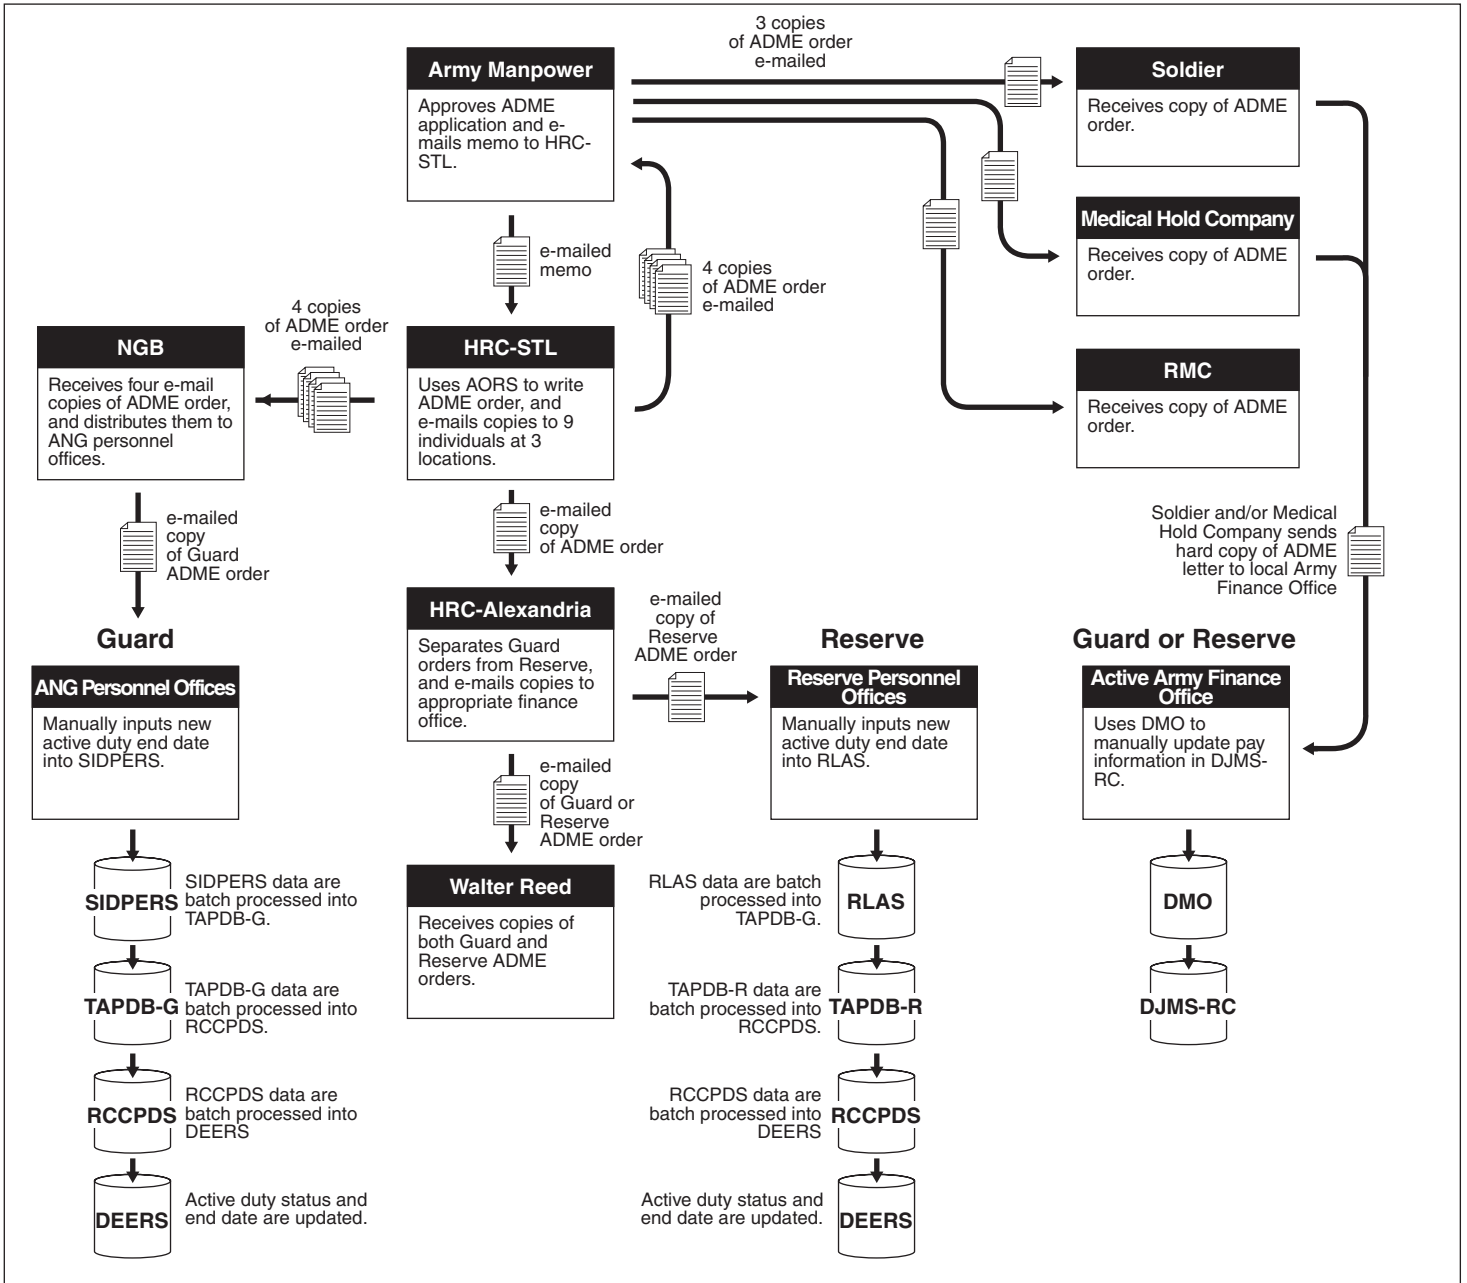 3 copies
of ADME order
e-mailed
Army Manpower
Approves ADME
application and e-
mails memo to HRC-
STL.
Soldier
Receives copy of ADME
order.
Medical Hold Company
Receives copy of ADME
order.
e-mailed
memo
4 copies
of ADME order
e-mailed
4 copies
of ADME order
e-mailed
NGB
Receives four e-mail
copies of ADME order,
and distributes them to
ANG personnel
offices.
HRC-STL
Uses AORS to write
ADME order, and
e-mails copies to 9
individuals at 3
locations.
RMC
Receives copy of ADME
order.
e-mailed
copy
of Guard
ADME order
e-mailed
copy
of ADME order
Soldier and/or Medical
Hold Company sends
hard copy of ADME
letter to local Army
Finance Office
HRC-Alexandria
Separates Guard
orders from Reserve,
and e-mails copies to
appropriate finance
office.
e-mailed
copy of
Reserve
ADME order
Guard
ANG Personnel Offices
Manually inputs new
active duty end date
into SIDPERS.
Reserve
Reserve Personnel
Offices
Manually inputs new
active duty end date
into RLAS.
Guard or Reserve
Active Army Finance
Office
Uses DMO to
manually update pay
information in DJMS-
RC.
e-mailed
copy
of Guard or
Reserve
ADME order
Walter Reed
Receives copies of
both Guard and
Reserve ADME
orders.
SIDPERS
SIDPERS data are
batch processed into
TAPDB-G.
TAPDB-G
TAPDB-G data are
batch processed into
RCCPDS.
RCCPDS
RCCPDS data are
batch processed into
DEERS
DEERS
Active duty status and
end date are updated.
RLAS data are batch
processed into
TAPDB-G.
RLAS
TAPDB-R data are
batch processed into
RCCPDS.
TAPDB-R
RCCPDS data are
batch processed into
DEERS
RCCPDS
Active duty status and
end date are updated.
DEERS
DMO
DJMS-RC